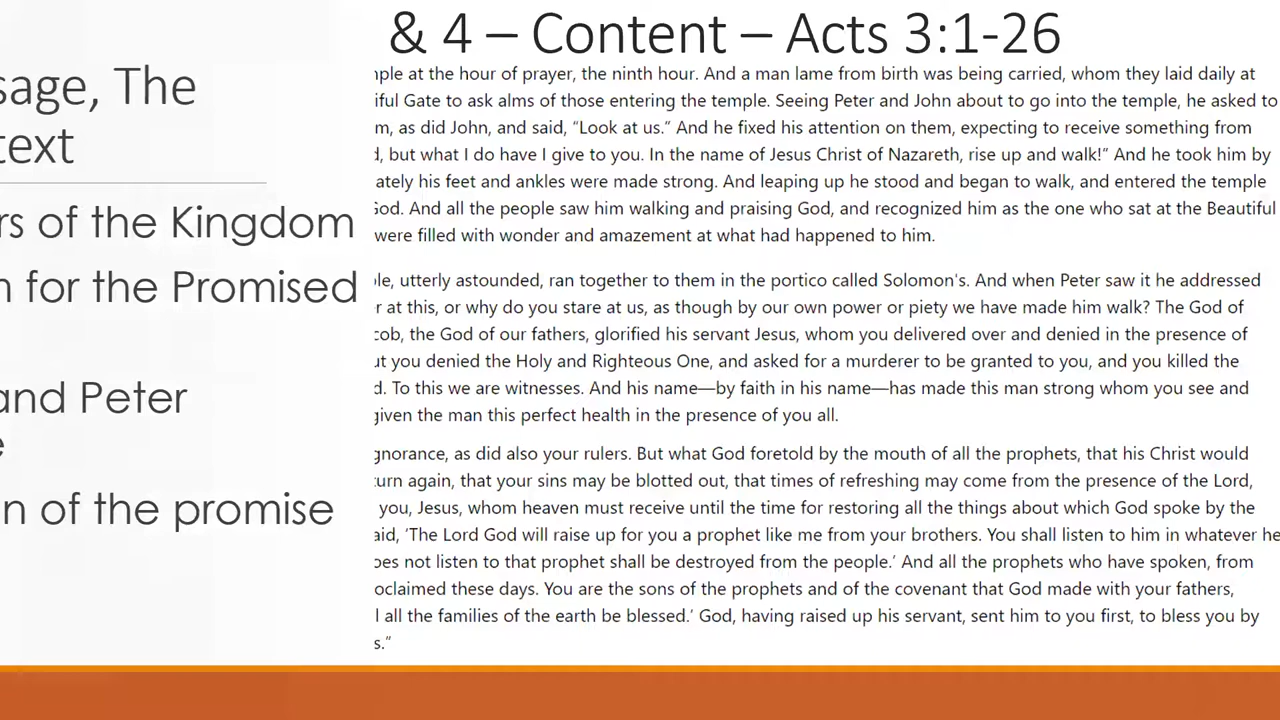 & 4 – Content – Acts 3:1-26
sage, The
text
rs of the Kingdom
n for the Promised
and Peter
e
n of the promise
ple at the hour of prayer, the ninth hour. And a man lame from birth was being carried, whom they laid daily at
iful Gate to ask alms of those entering the temple. Seeing Peter and John about to go into the temple, he asked to
m, as did John, and said, “Look at us.” And he fixed his attention on them, expecting to receive something from
d, but what I do have I give to you. In the name of Jesus Christ of Nazareth, rise up and walk!” And he took him by
ately his feet and ankles were made strong. And leaping up he stood and began to walk, and entered the temple
God. And all the people saw him walking and praising God, and recognized him as the one who sat at the Beautiful
were filled with wonder and amazement at what had happened to him.
le, utterly astounded, ran together to them in the portico called Solomon's. And when Peter saw it he addressed
r at this, or why do you stare at us, as though by our own power or piety we have made him walk? The God of
cob, the God of our fathers, glorified his servant Jesus, whom you delivered over and denied in the presence of
ut you denied the Holy and Righteous One, and asked for a murderer to be granted to you, and you killed the
d. To this we are witnesses. And his name—by faith in his name—has made this man strong whom you see and
given the man this perfect health in the presence of you all.
gnorance, as did also your rulers. But what God foretold by the mouth of all the prophets, that his Christ would
turn again, that your sins may be blotted out, that times of refreshing may come from the presence of the Lord,
you, Jesus, whom heaven must receive until the time for restoring all the things about which God spoke by the
aid, ‘The Lord God will raise up for you a prophet like me from your brothers. You shall listen to him in whatever he
oes not listen to that prophet shall be destroyed from the people.’ And all the prophets who have spoken, from
oclaimed these days. You are the sons of the prophets and of the covenant that God made with your fathers,
l all the families of the earth be blessed.’ God, having raised up his servant, sent him to you first, to bless you by
s.”